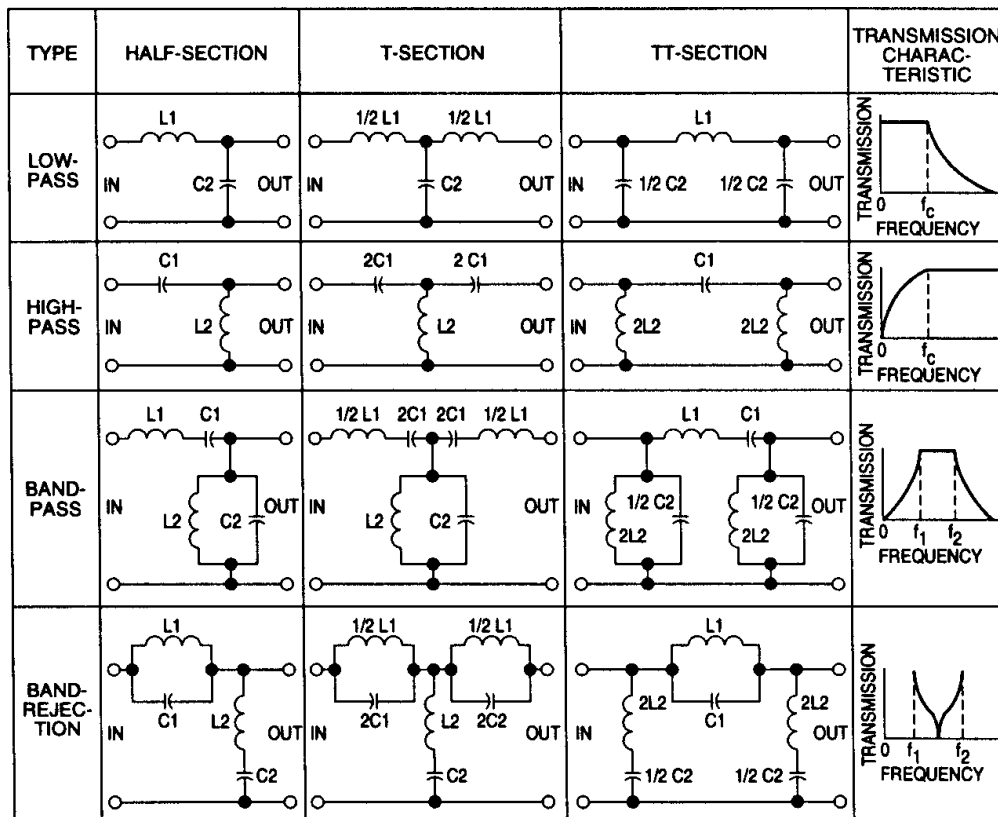 TYPE
HALF-SECTION
T-SECTION
TT-SECTION
TRANSMISSION
CHARAC-
TERISTIC
LOW-
PASS
L1
IN
C2
OUT
1/2 L1 1/2 L1
C2
L1
IN
1/2 C2
1/2 C2
OUT
TRANSMISSION
0
fc
FREQUENCY
HIGH-
PASS
C1
IN
L2
OUT
2C1
2 C1
L2
C1
IN
2L2
2L2
OUT
TRANSMISSION
0
fc
FREQUENCY
BAND-
PASS
L1
C1
IN
L2
C2
OUT
1/2 L1
2C1
2C1
1/2 L1
L2
C2
L1
C1
IN
1/2 C2
2L2
1/2 C2
2L2
OUT
TRANSMISSION
0
f1
f2
FREQUENCY
BAND-
REJEC-
TION
L1
C1
IN
L2
C2
OUT
1/2 L1
1/2 L1
2C1
2C2
IN
L2
C2
OUT
L1
C1
IN
2L2
1/2 C2
2L2
1/2 C2
OUT
TRANSMISSION
0
f1
f2
FREQUENCY